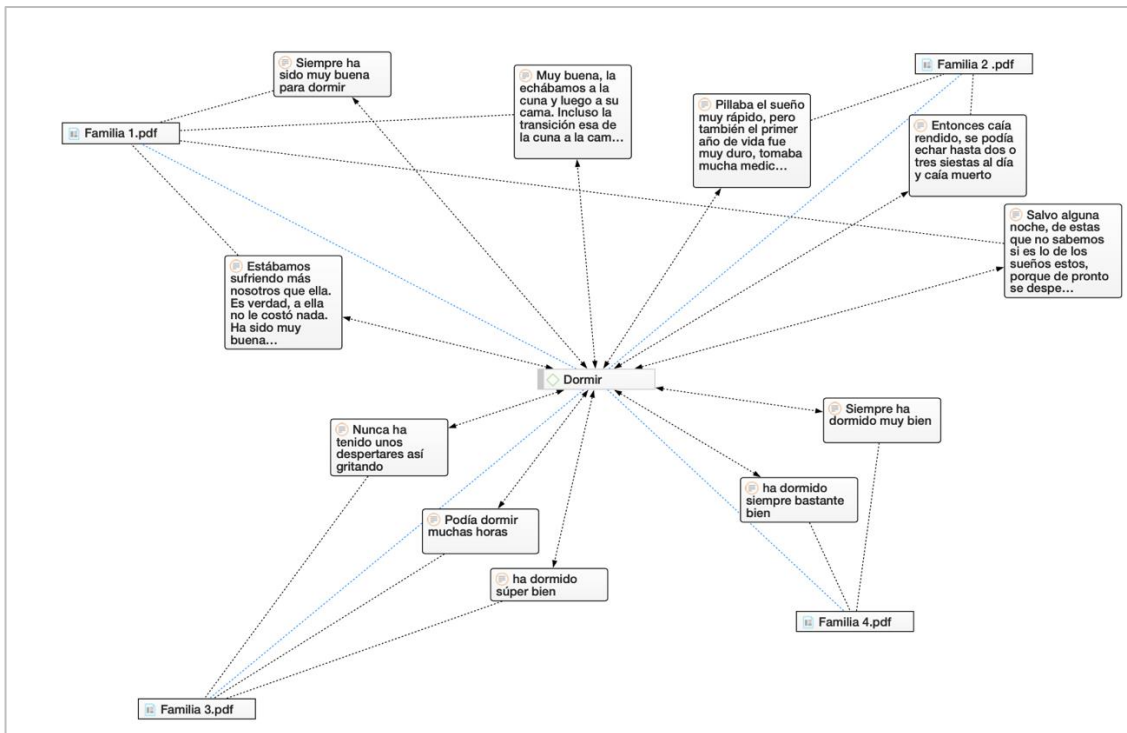 Siempre ha
sido muy buena
para dormir
Muy buena, la
echábamos a la
cuna y luego a su
cama. Incluso la
transición esa de
la cuna a la cam…
Familia 2 .pdf
Pillaba el sueño
muy rápido, pero
también el primer
año de vida fue
muy duro, tomaba
mucha medic…
Familia 1.pdf
Entonces caía
rendido, se podía
echar hasta dos o
tres siestas al día
y caía muerto
Salvo alguna
noche, de estas
que no sabemos
si es lo de los
sueños estos,
porque de pronto
se despe…
Estábamos
sufriendo más
nosotros que ella.
Es verdad, a ella
no le costó nada.
Ha sido muy
buena…
Dormir
Siempre ha
dormido muy bien
Nunca ha
tenido unos
despertares así
gritando
ha dormido
siempre bastante
bien
Podía dormir
muchas horas
ha dormido
súper bien
Familia 4.pdf
Familia 3.pdf